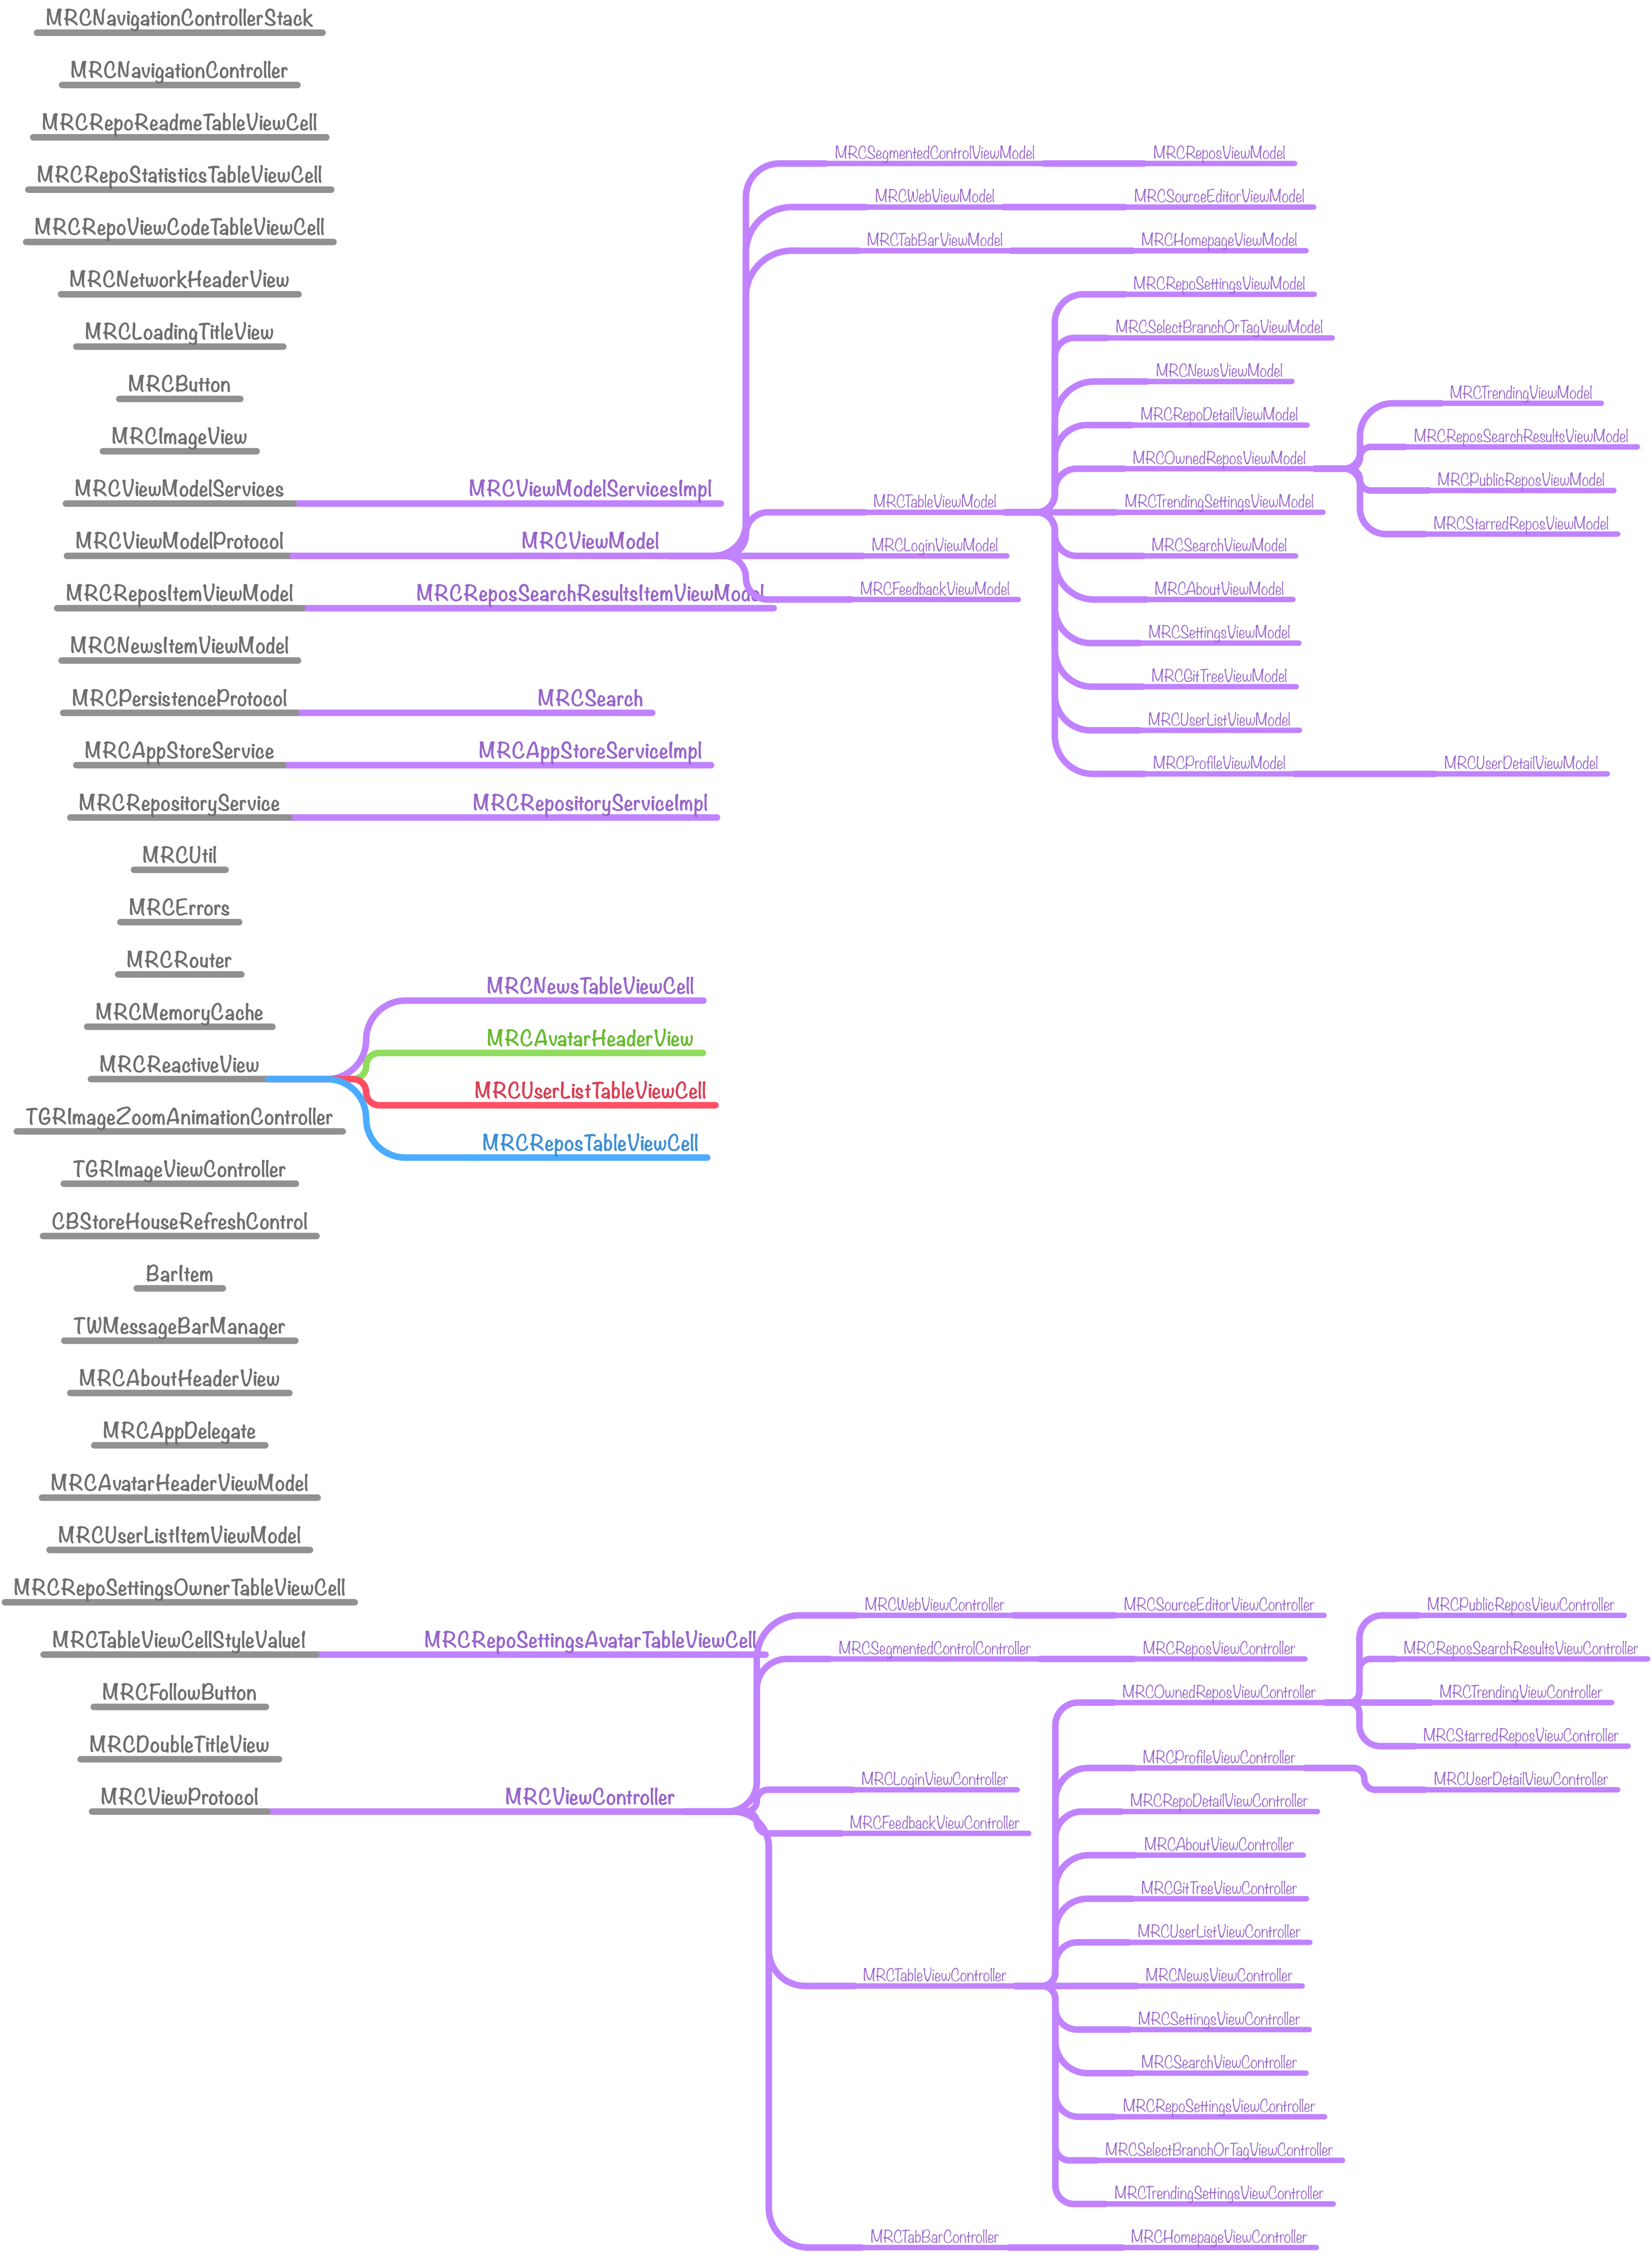 MRCNavigationControllerStack
MRCNavigationController
MRCRepoReadmeTableViewCell
MRCRepoStatisticsTableViewCell
MRCRepoViewCodeTableViewCell
MRCNetworkHeaderView
MRCLoadingTitleView
MRCButton
MRCImageView
MRCViewModelServices
MRCViewModelServicesImpl
MRCViewModelProtocol
MRCViewModel
MRCSegmentedControlViewModel
MRCReposViewModel
MRCWebViewModel
MRCSourceEditorViewModel
MRCTabBarViewModel
MRCHomepageViewModel
MRCTableViewModel
MRCRepoSettingsViewModel
MRCSelectBranchOrTagViewModel
MRCNewsViewModel
MRCRepoDetailViewModel
MRCOwnedReposViewModel
MRCTrendingViewModel
MRCReposSearchResultsViewModel
MRCPublicReposViewModel
MRCStarredReposViewModel
MRCTrendingSettingsViewModel
MRCSearchViewModel
MRCAboutViewModel
MRCSettingsViewModel
MRCGitTreeViewModel
MRCUserListViewModel
MRCProfileViewModel
MRCUserDetailViewModel
MRCLoginViewModel
MRCFeedbackViewModel
MRCReposItemViewModel
MRCReposSearchResultsItemViewModel
MRCNewsItemViewModel
MRCPersistenceProtocol
MRCSearch
MRCAppStoreService
MRCAppStoreServiceImpl
MRCRepositoryService
MRCRepositoryServiceImpl
MRCUtil
MRCErrors
MRCRouter
MRCMemoryCache
MRCReactiveView
MRCNewsTableViewCell
MRCAvatarHeaderView
MRCUserListTableViewCell
MRCReposTableViewCell
TGRImageZoomAnimationController
TGRImageViewController
CBStoreHouseRefreshControl
BarItem
TWMessageBarManager
MRCAboutHeaderView
MRCAppDelegate
MRCAvatarHeaderViewModel
MRCUserListItemViewModel
MRCRepoSettingsOwnerTableViewCell
MRCTableViewCellStyleValue1
MRCRepoSettingsAvatarTableViewCell
MRCFollowButton
MRCDoubleTitleView
MRCViewProtocol
MRCViewController
MRCWebViewController
MRCSourceEditorViewController
MRCSegmentedControlController
MRCReposViewController
MRCLoginViewController
MRCFeedbackViewController
MRCTableViewController
MRCOwnedReposViewController
MRCPublicReposViewController
MRCReposSearchResultsViewController
MRCTrendingViewController
MRCStarredReposViewController
MRCProfileViewController
MRCUserDetailViewController
MRCRepoDetailViewController
MRCAboutViewController
MRCGitTreeViewController
MRCUserListViewController
MRCNewsViewController
MRCSettingsViewController
MRCSearchViewController
MRCRepoSettingsViewController
MRCSelectBranchOrTagViewController
MRCTrendingSettingsViewController
MRCTabBarController
MRCHomepageViewController